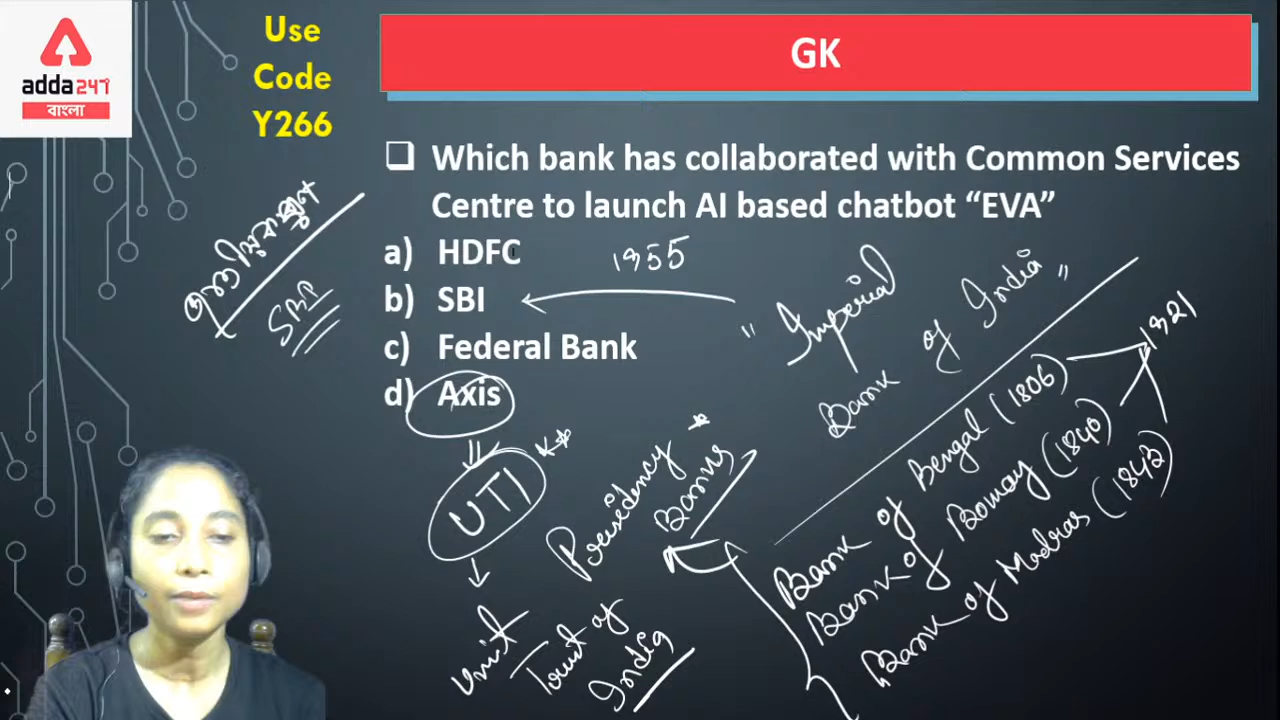 adda247
বাংলা
Use
Code
Y266
GK
❑ Which bank has collaborated with Common Services
Centre to launch AI based chatbot “EVA”
a) HDFC
b) SBI
c) Federal Bank
d) Axis
1955
"Imperial
Bank of India"
SBI
1921
Bank of Bengal (1806)
Bank of Bomay (1840)
Bank of Madras (1843)
Presidency
Banks
UTI
Unit
Trust of
India